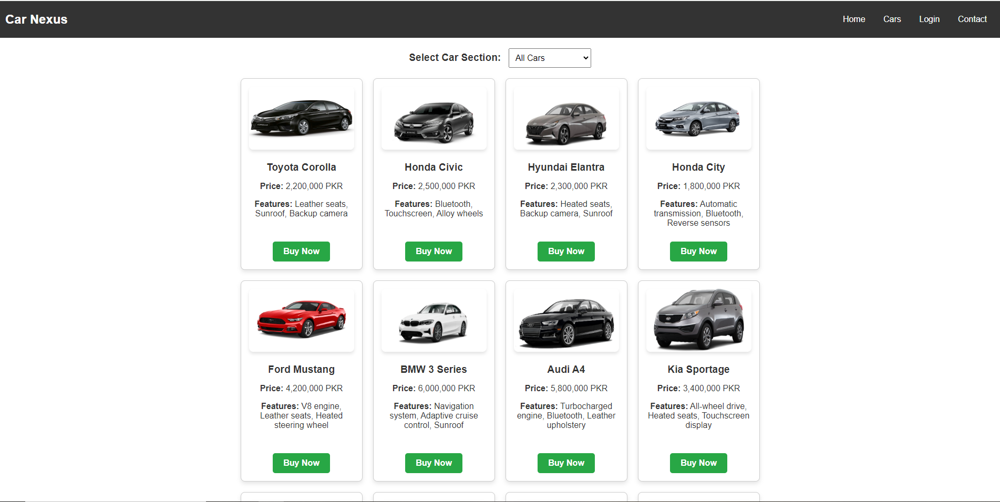 Car Nexus
Home Cars Login Contact
Select Car Section: All Cars
Toyota Corolla
Price: 2,200,000 PKR
Features: Leather seats,
Sunroof, Backup camera
Buy Now
Honda Civic
Price: 2,500,000 PKR
Features: Bluetooth,
Touchscreen, Alloy wheels
Buy Now
Hyundai Elantra
Price: 2,300,000 PKR
Features: Heated seats,
Backup camera, Sunroof
Buy Now
Honda City
Price: 1,800,000 PKR
Features: Automatic
transmission, Bluetooth,
Reverse sensors
Buy Now
Ford Mustang
Price: 4,200,000 PKR
Features: V8 engine,
Leather seats, Heated
steering wheel
Buy Now
BMW 3 Series
Price: 6,000,000 PKR
Features: Navigation
system, Adaptive cruise
control, Sunroof
Buy Now
Audi A4
Price: 5,800,000 PKR
Features: Turbocharged
engine, Bluetooth, Leather
upholstery
Buy Now
Kia Sportage
Price: 3,400,000 PKR
Features: All-wheel drive,
Heated seats, Touchscreen
display
Buy Now